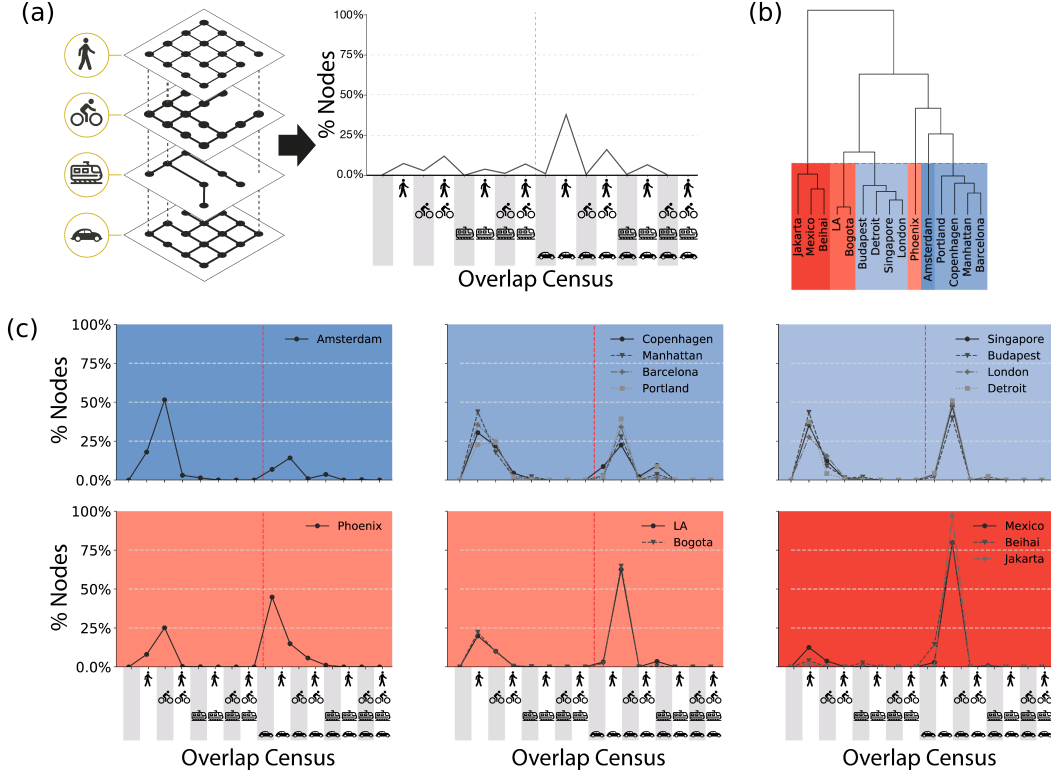 (a)
% Nodes
100%
75%
50%
25%
0.0%
Overlap Census
(b)
Jakarta
Mexico
Beihai
LA
Bogota
Budapest
Detroit
Singapore
London
Phoenix
Amsterdam
Portland
Copenhagen
Manhattan
Barcelona
(c)
% Nodes
100%
75%
50%
25%
0.0%
Amsterdam
Copenhagen
Manhattan
Barcelona
Portland
Singapore
Budapest
London
Detroit
% Nodes
100%
75%
50%
25%
0.0%
Phoenix
LA
Bogota
Mexico
Beihai
Jakarta
Overlap Census
Overlap Census
Overlap Census